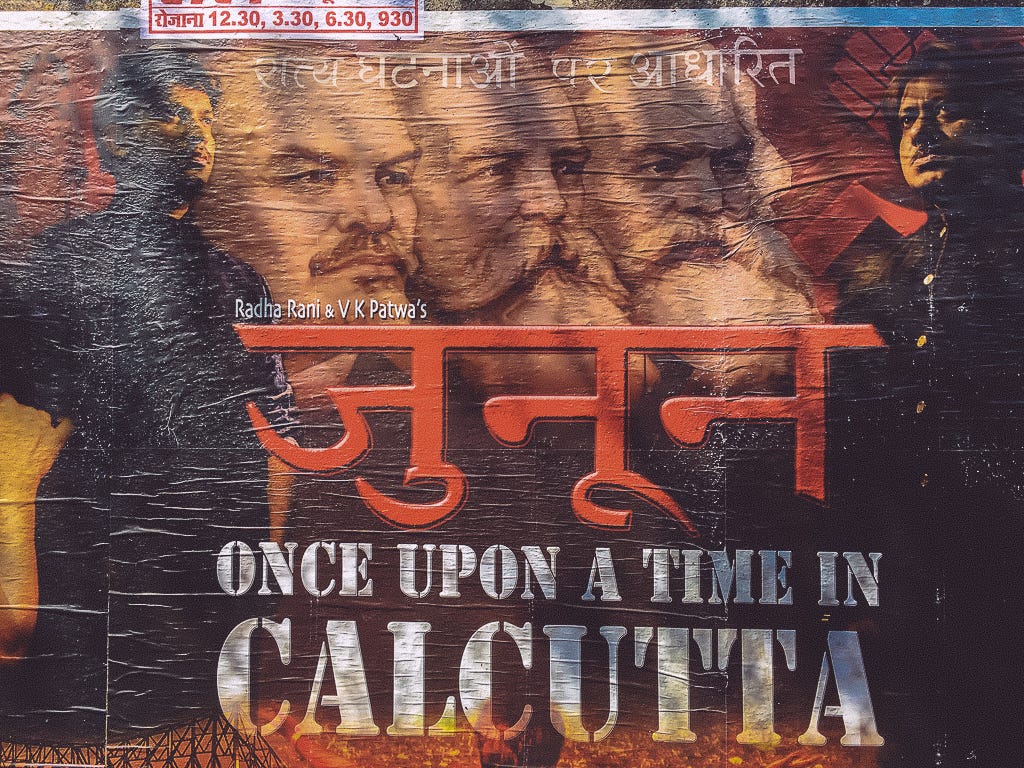 रोजाना 12.30, 3.30, 6.30, 930
सत्य घटनाओं पर आधारित
Radha Rani & V K Patwa's
जुनून
ONCE UPON A TIME IN
CALCUTTA